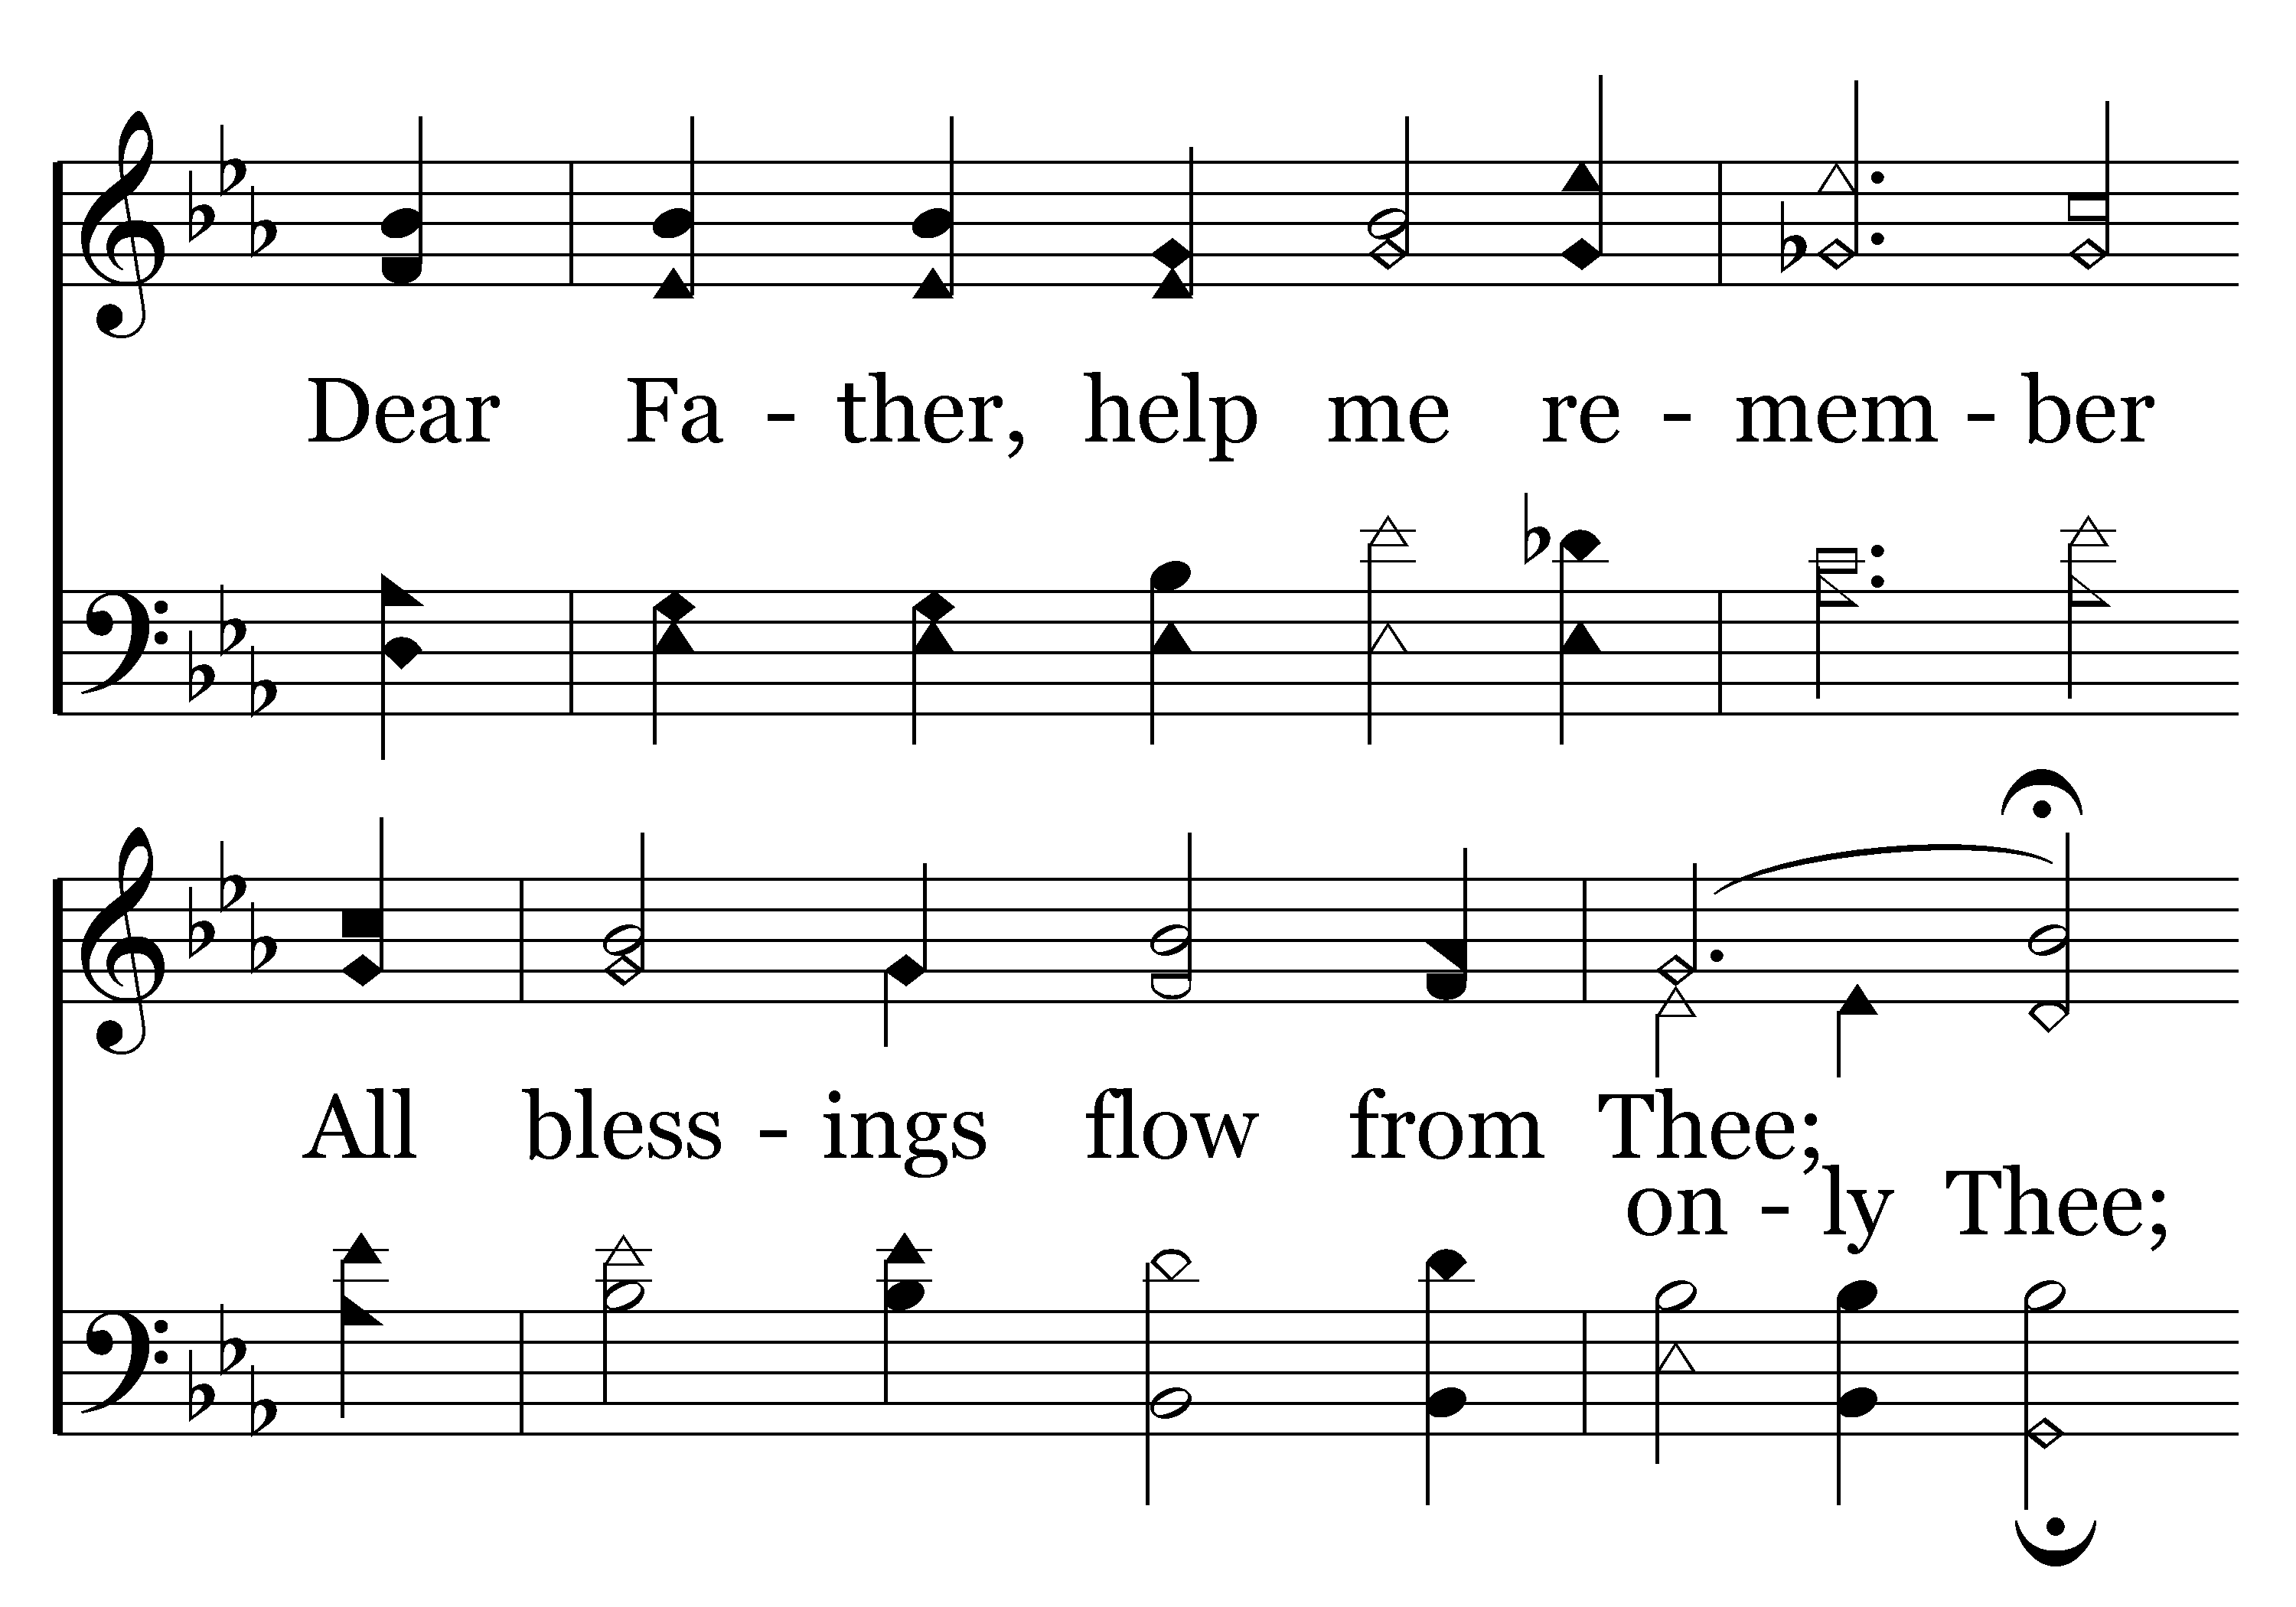 Dear Fa - ther, help me re - mem - ber
All bless - ings flow from Thee;
on - ly Thee;